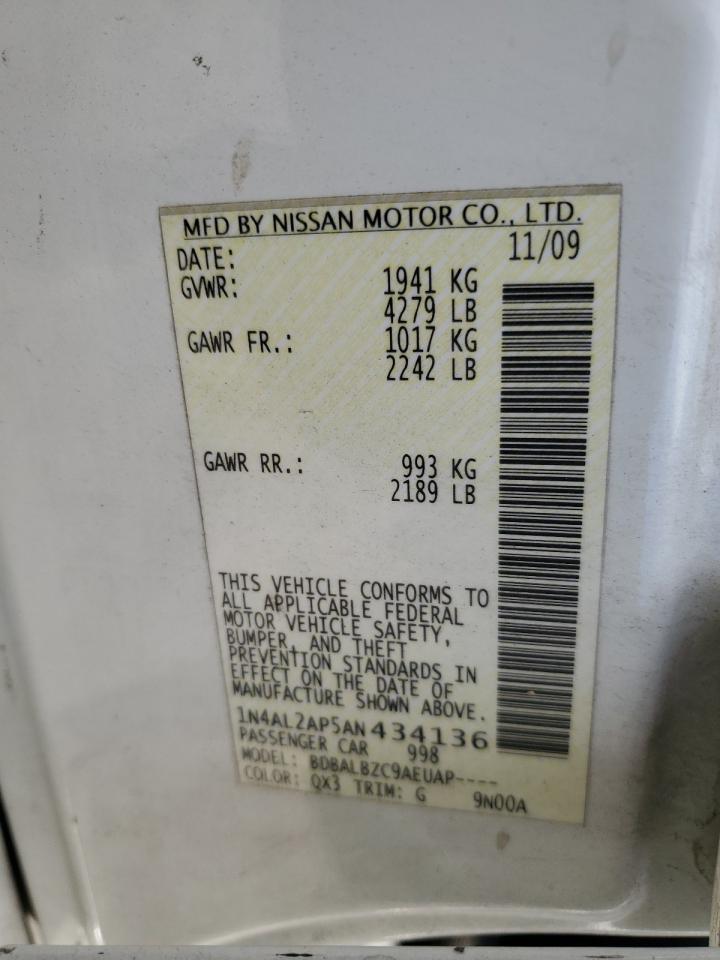 MFD BY NISSAN MOTOR CO., LTD.
DATE: 11/09
GVWR: 1941 KG
4279 LB
GAWR FR.: 1017 KG
2242 LB
GAWR RR.: 993 KG
2189 LB
THIS VEHICLE CONFORMS TO
ALL APPLICABLE FEDERAL
MOTOR VEHICLE SAFETY,
BUMPER, AND THEFT
PREVENTION STANDARDS IN
EFFECT ON THE DATE OF
MANUFACTURE SHOWN ABOVE.
1N4AL2AP5AN434136
PASSENGER CAR 998
MODEL: BDBALBZC9AEUAP----
COLOR: QX3 TRIM: G 9N00A